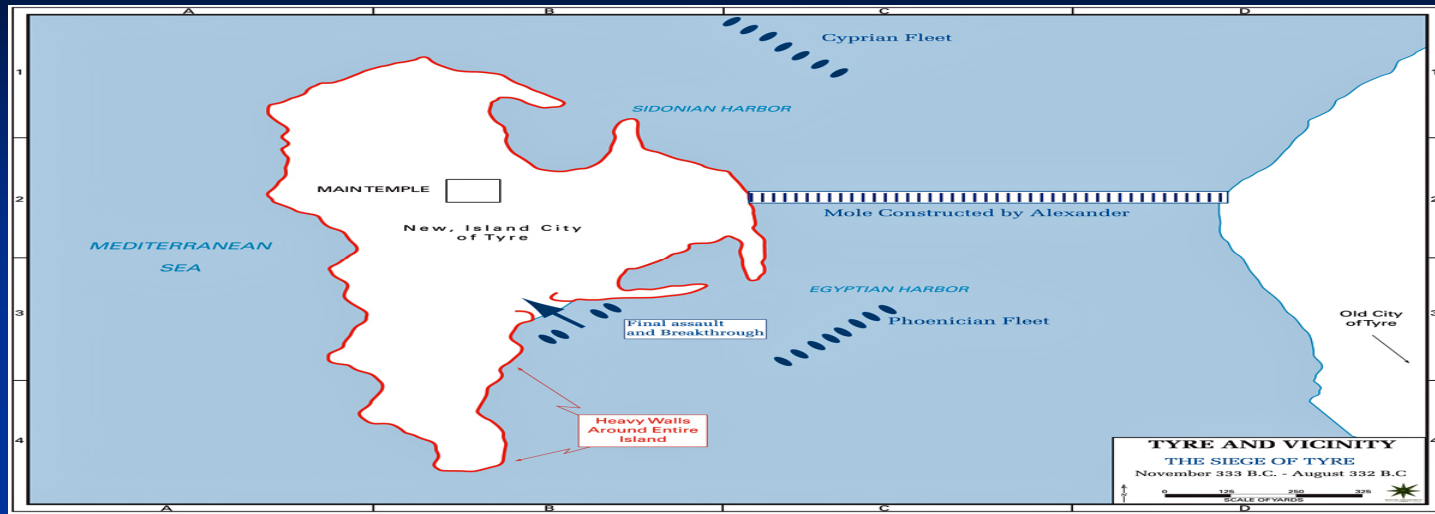 A B C D
1 1
Cyprian Fleet
SIDONIAN HARBOR
MAIN TEMPLE
2 2
Mole Constructed by Alexander
New, Island City
of Tyre
MEDITERRANEAN
SEA
EGYPTIAN HARBOR
3 3
Final assault
and Breakthrough
Phoenician Fleet
Old City
of Tyre
Heavy Walls
Around Entire
Island
4 4
TYRE AND VICINITY
THE SIEGE OF TYRE
November 333 B.C. - August 332 B.C
N
0 125 250 325
SCALE OF YARDS
A B C D